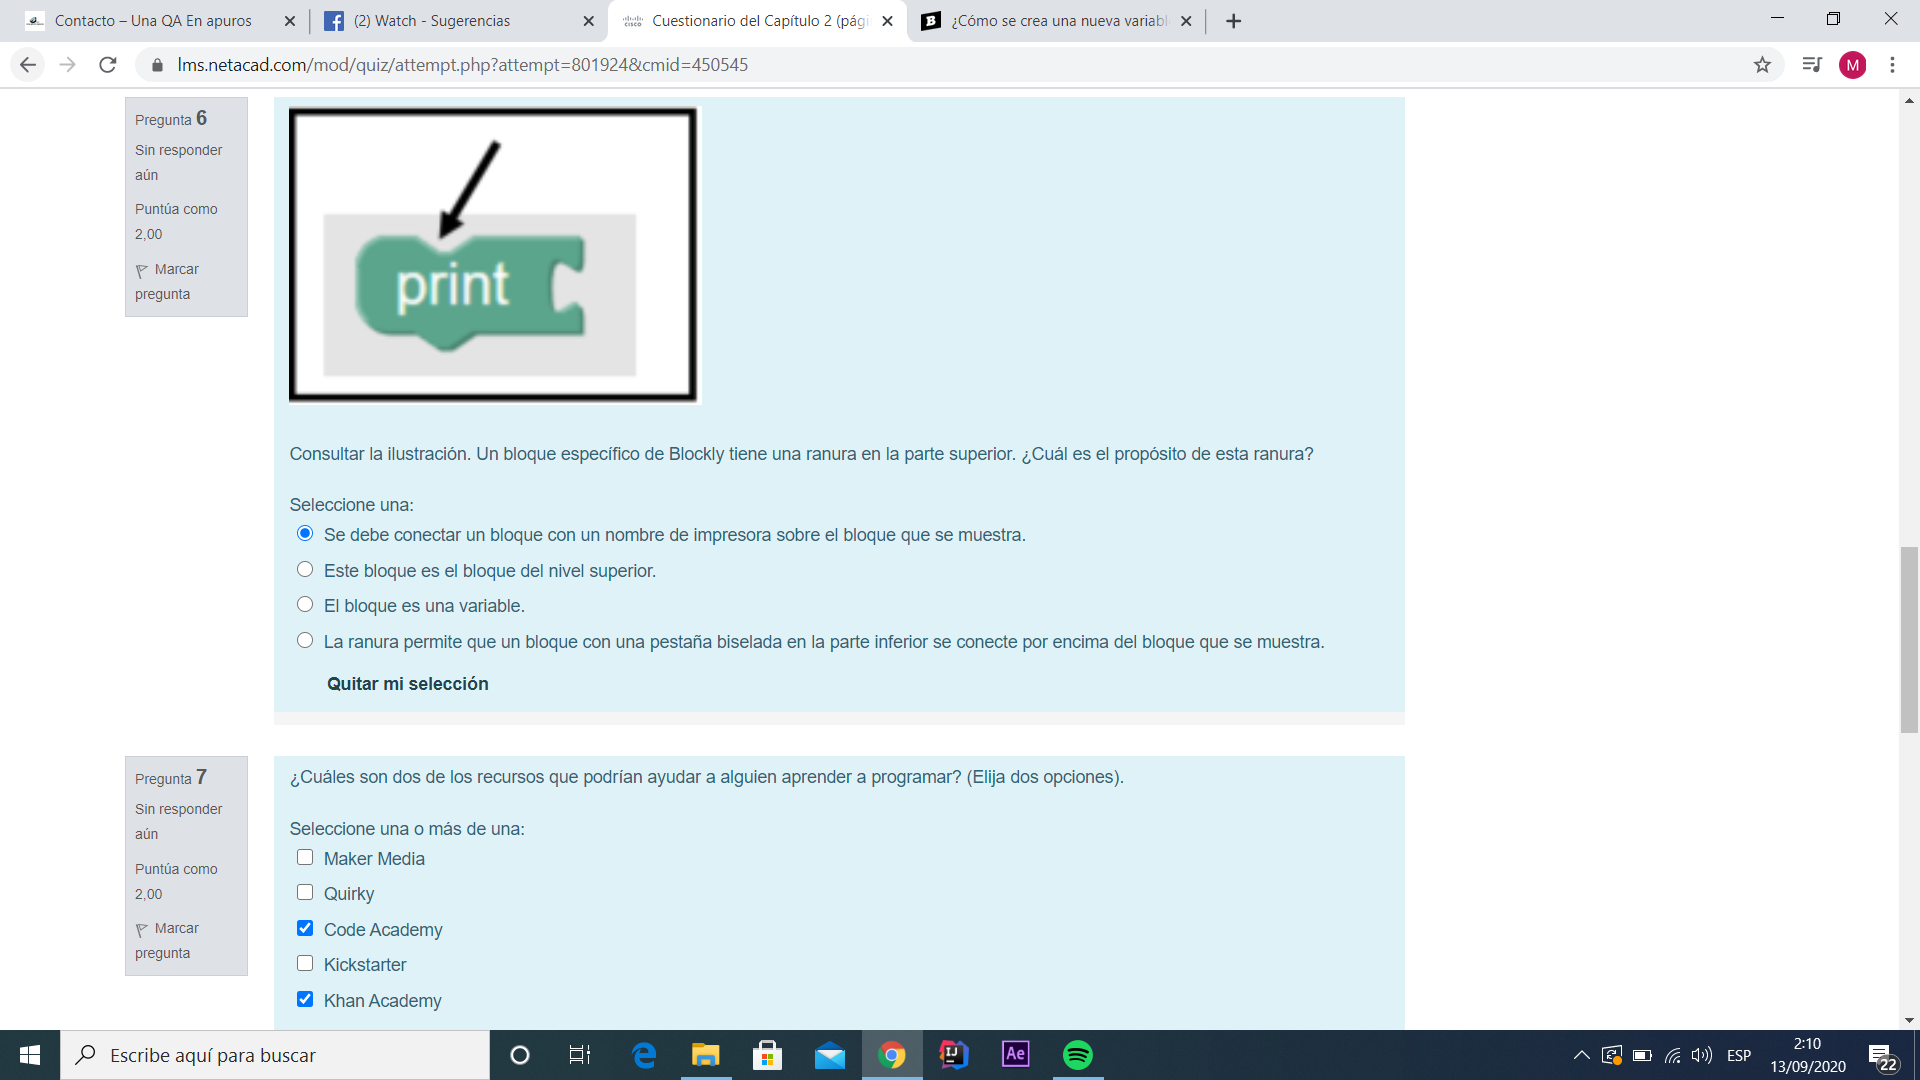 Contacto – Una QA En apuros
(2) Watch - Sugerencias
Cuestionario del Capítulo 2 (pági
¿Cómo se crea una nueva variabl
lms.netacad.com/mod/quiz/attempt.php?attempt=801924&cmid=450545
M
Pregunta 6
Sin responder
aún
Puntúa como
2,00
Marcar
pregunta
print
Consultar la ilustración. Un bloque específico de Blockly tiene una ranura en la parte superior. ¿Cuál es el propósito de esta ranura?
Seleccione una:
Se debe conectar un bloque con un nombre de impresora sobre el bloque que se muestra.
Este bloque es el bloque del nivel superior.
El bloque es una variable.
La ranura permite que un bloque con una pestaña biselada en la parte inferior se conecte por encima del bloque que se muestra.
Quitar mi selección
Pregunta 7
Sin responder
aún
Puntúa como
2,00
Marcar
pregunta
¿Cuáles son dos de los recursos que podrían ayudar a alguien aprender a programar? (Elija dos opciones).
Seleccione una o más de una:
Maker Media
Quirky
Code Academy
Kickstarter
Khan Academy
Escribe aquí para buscar
IJ
Ae
ESP
2:10
13/09/2020
22